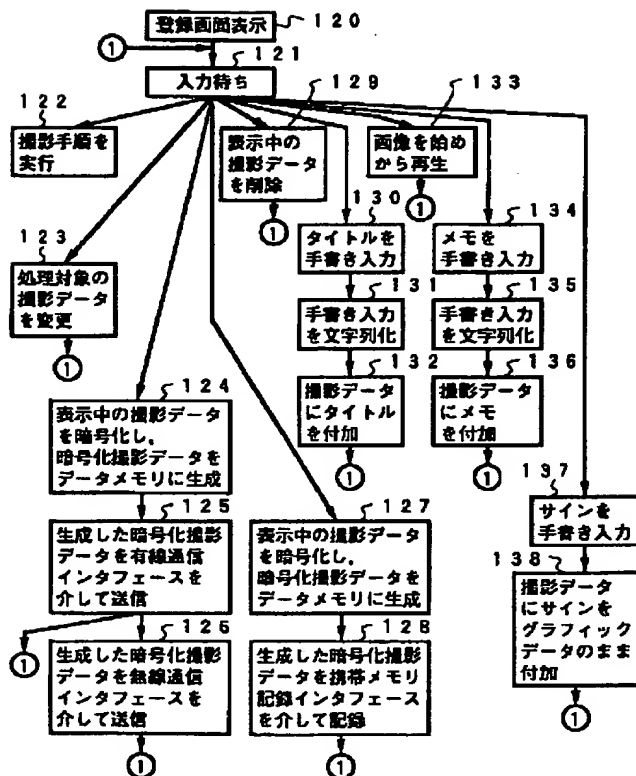 登録画面表示
120
①
121
入力待ち
122
撮影手順を
実行
129
表示中の
撮影データ
を削除
①
133
画像を始め
から再生
①
123
処理対象の
撮影データ
を変更
①
130
タイトルを
手書き入力
131
手書き入力
を文字列化
132
撮影データ
にタイトル
を付加
①
134
メモを
手書き入力
135
手書き入力
を文字列化
136
撮影データ
にメモ
を付加
①
124
表示中の撮影データ
を暗号化し,
暗号化撮影データを
データメモリに生成
125
生成した暗号化撮影
データを有線通信
インタフェースを
介して送信
①
126
生成した暗号化撮影
データを無線通信
インタフェースを
介して送信
①
127
表示中の撮影データ
を暗号化し,
暗号化撮影データを
データメモリに生成
128
生成した暗号化撮影
データを携帯メモリ
記録インタフェース
を介して記録
①
137
サインを
手書き入力
138
撮影データ
にサインを
グラフィック
データのまま
付加
①